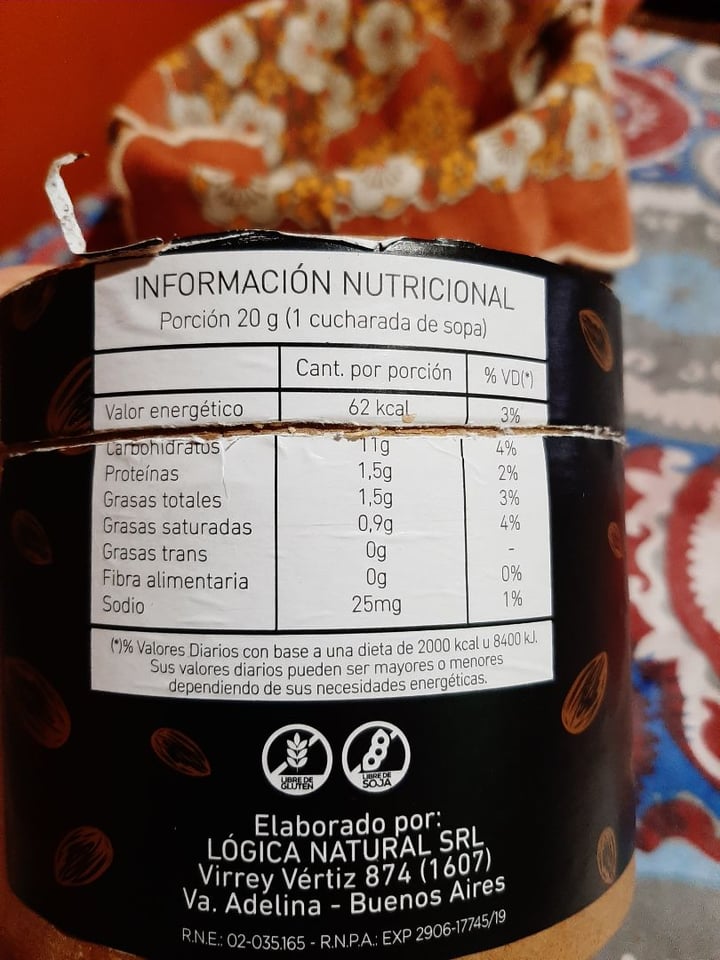 INFORMACIÓN NUTRICIONAL
Porción 20 g (1 cucharada de sopa)
Cant. por porción % VD(*)
Valor energético 62 kcal 3%
Carbohidratos 11g 4%
Proteínas 1,5g 2%
Grasas totales 1,5g 3%
Grasas saturadas 0,9g 4%
Grasas trans 0g -
Fibra alimentaria 0g 0%
Sodio 25mg 1%
(*)% Valores Diarios con base a una dieta de 2000 kcal u 8400 kJ.
Sus valores diarios pueden ser mayores o menores
dependiendo de sus necesidades energéticas.
LIBRE DE GLUTEN
LIBRE DE SOJA
Elaborado por:
LÓGICA NATURAL SRL
Virrey Vértiz 874 (1607)
Va. Adelina - Buenos Aires
R.N.E.: 02-035.165 - R.N.P.A.: EXP 2906-17745/19